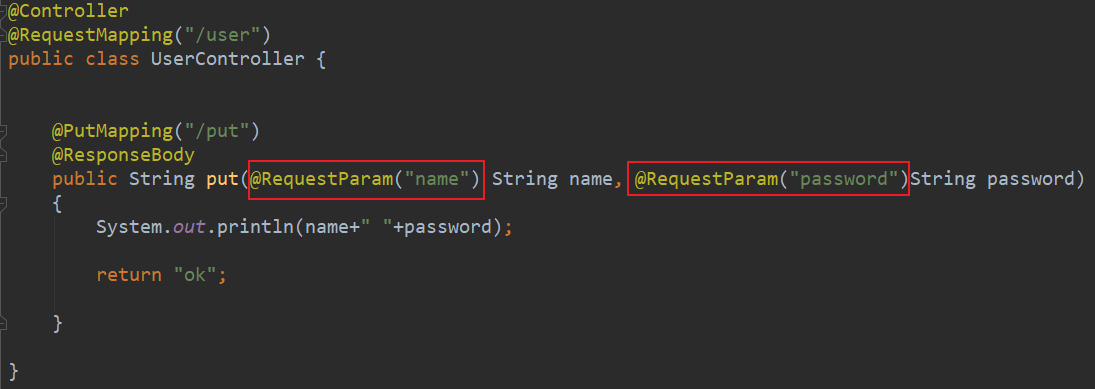 @Controller
@RequestMapping("/user")
public class UserController {
@PutMapping("/put")
@ResponseBody
public String put(@RequestParam("name") String name, @RequestParam("password")String password)
{
System.out.println(name+" "+password);
return "ok";
}
}